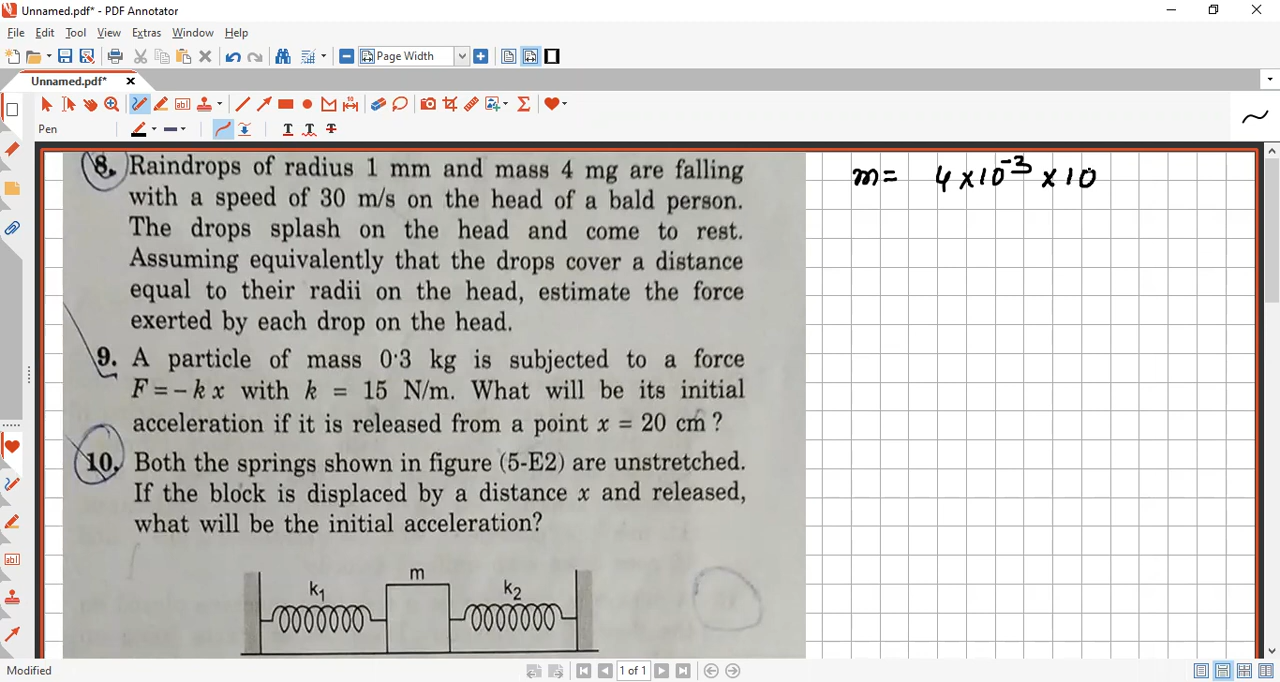 Unnamed.pdf* - PDF Annotator
File Edit Tool View Extras Window Help
Page Width
Unnamed.pdf*
Pen
8. Raindrops of radius 1 mm and mass 4 mg are falling
with a speed of 30 m/s on the head of a bald person.
The drops splash on the head and come to rest.
Assuming equivalently that the drops cover a distance
equal to their radii on the head, estimate the force
exerted by each drop on the head.
9. A particle of mass 0·3 kg is subjected to a force
F = – k x with k = 15 N/m. What will be its initial
acceleration if it is released from a point x = 20 cm ?
10. Both the springs shown in figure (5-E2) are unstretched.
If the block is displaced by a distance x and released,
what will be the initial acceleration?
k₁ m k₂
m = 4 × 10⁻³ × 10
Modified
1 of 1